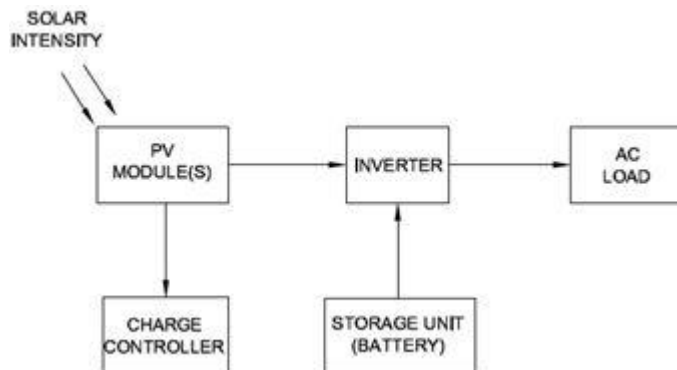 SOLAR
INTENSITY
PV
MODULE(S)
INVERTER
AC
LOAD
CHARGE
CONTROLLER
STORAGE UNIT
(BATTERY)